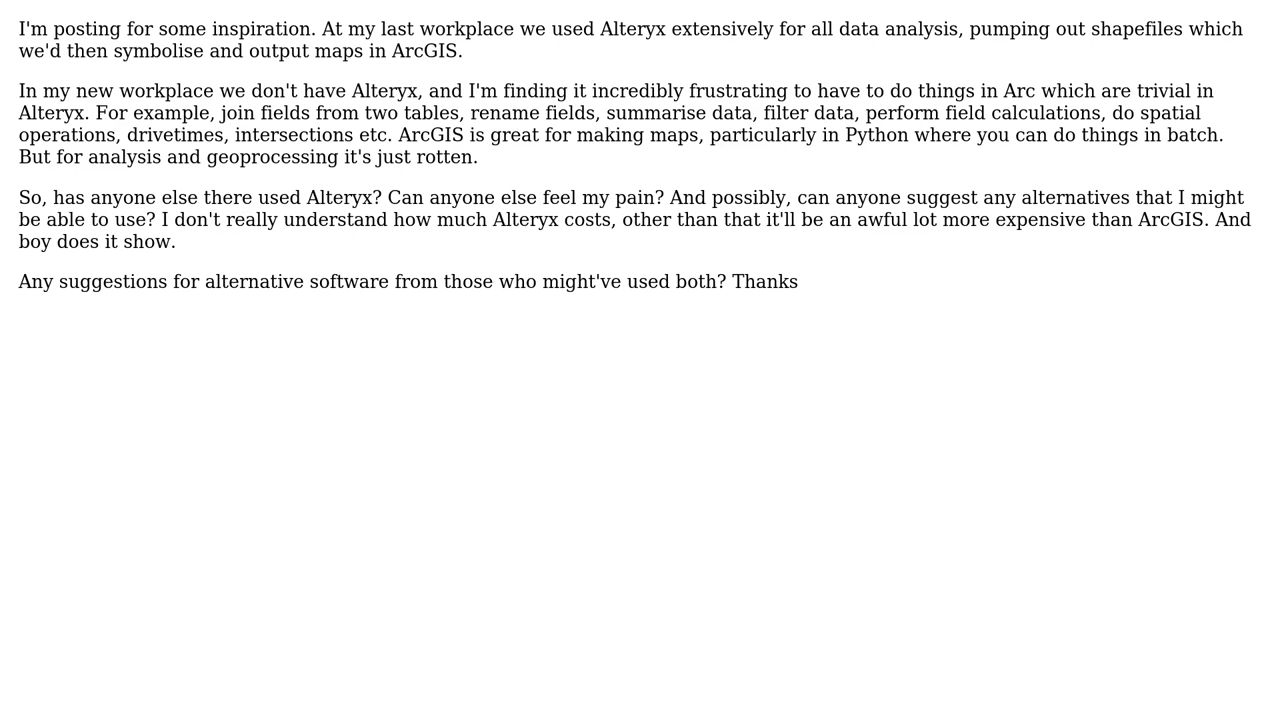 I'm posting for some inspiration. At my last workplace we used Alteryx extensively for all data analysis, pumping out shapefiles which
we'd then symbolise and output maps in ArcGIS.
In my new workplace we don't have Alteryx, and I'm finding it incredibly frustrating to have to do things in Arc which are trivial in
Alteryx. For example, join fields from two tables, rename fields, summarise data, filter data, perform field calculations, do spatial
operations, drivetimes, intersections etc. ArcGIS is great for making maps, particularly in Python where you can do things in batch.
But for analysis and geoprocessing it's just rotten.
So, has anyone else there used Alteryx? Can anyone else feel my pain? And possibly, can anyone suggest any alternatives that I might
be able to use? I don't really understand how much Alteryx costs, other than that it'll be an awful lot more expensive than ArcGIS. And
boy does it show.
Any suggestions for alternative software from those who might've used both? Thanks